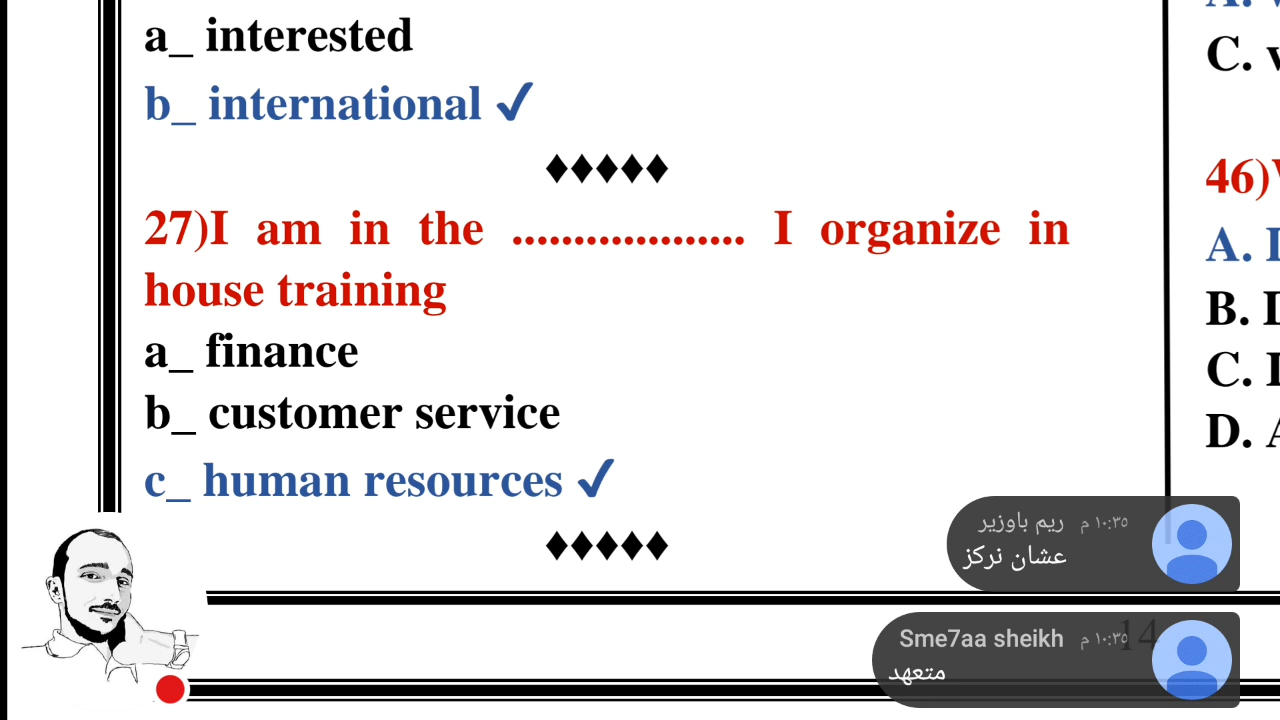 a_ interested
b_ international ✓
♦♦♦♦♦
27)I am in the ................... I organize in
house training
a_ finance
b_ customer service
c_ human resources ✓
♦♦♦♦♦
C.
46)
A.
B.
C.
D.
ريم باوزير ١٠:٣٥ م
عشان نركز
Sme7aa sheikh ١٠:٣٥ م
متعهد
14